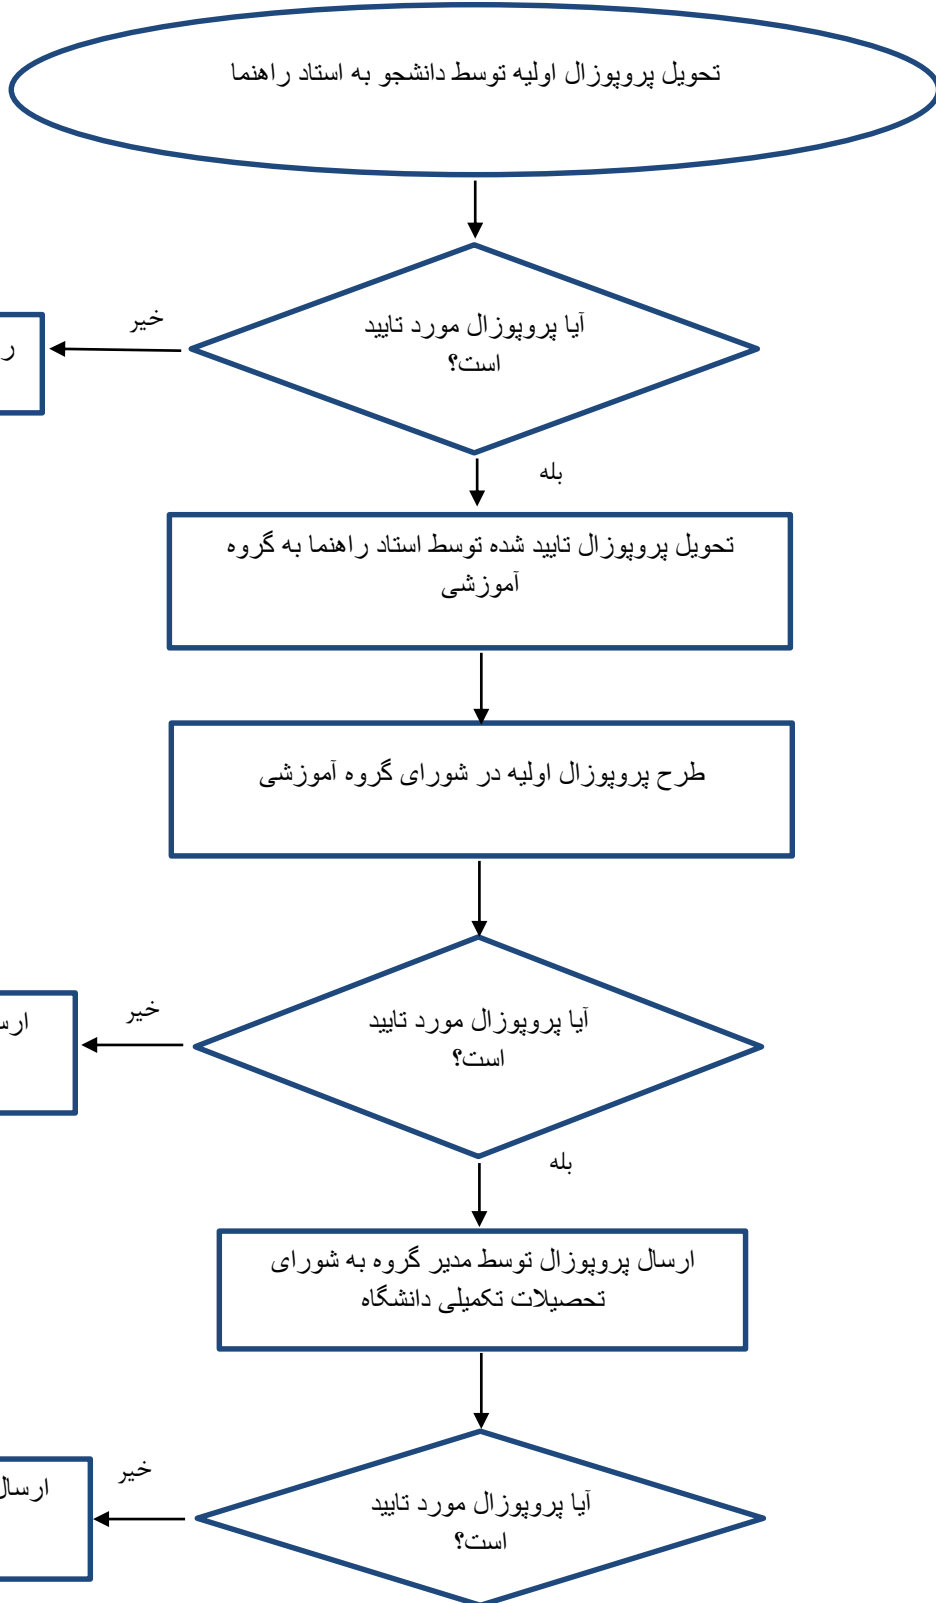 تحویل پروپوزال اولیه توسط دانشجو به استاد راهنما
آیا پروپوزال مورد تایید
است؟
خیر
بله
تحویل پروپوزال تایید شده توسط استاد راهنما به گروه
آموزشی
طرح پروپوزال اولیه در شورای گروه آموزشی
آیا پروپوزال مورد تایید
است؟
خیر
بله
ارسال پروپوزال توسط مدیر گروه به شورای
تحصیلات تکمیلی دانشگاه
آیا پروپوزال مورد تایید
است؟
خیر
ارسال